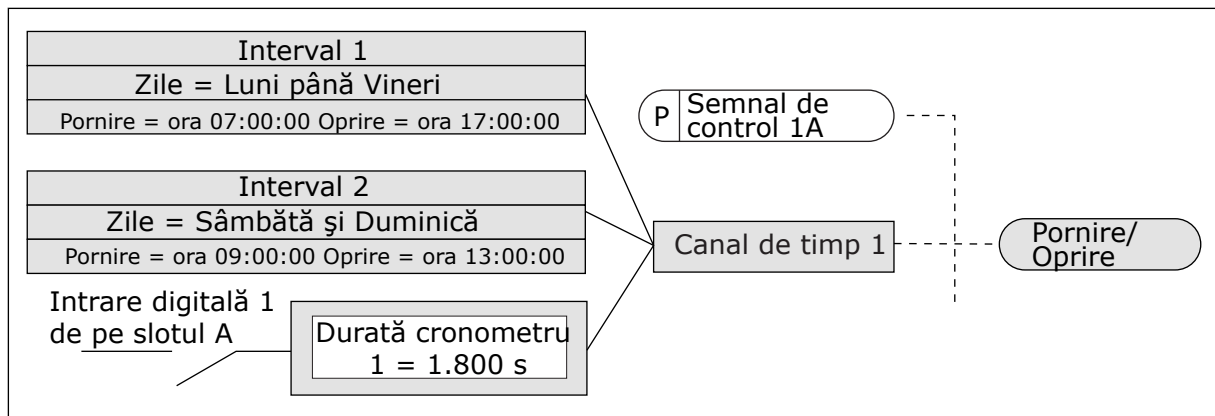 Interval 1
Zile = Luni până Vineri
Pornire = ora 07:00:00 Oprire = ora 17:00:00
Interval 2
Zile = Sâmbătă şi Duminică
Pornire = ora 09:00:00 Oprire = ora 13:00:00
Intrare digitală 1
de pe slotul A
Durată cronometru
1 = 1.800 s
P
Semnal de
control 1A
Canal de timp 1
Pornire/
Oprire